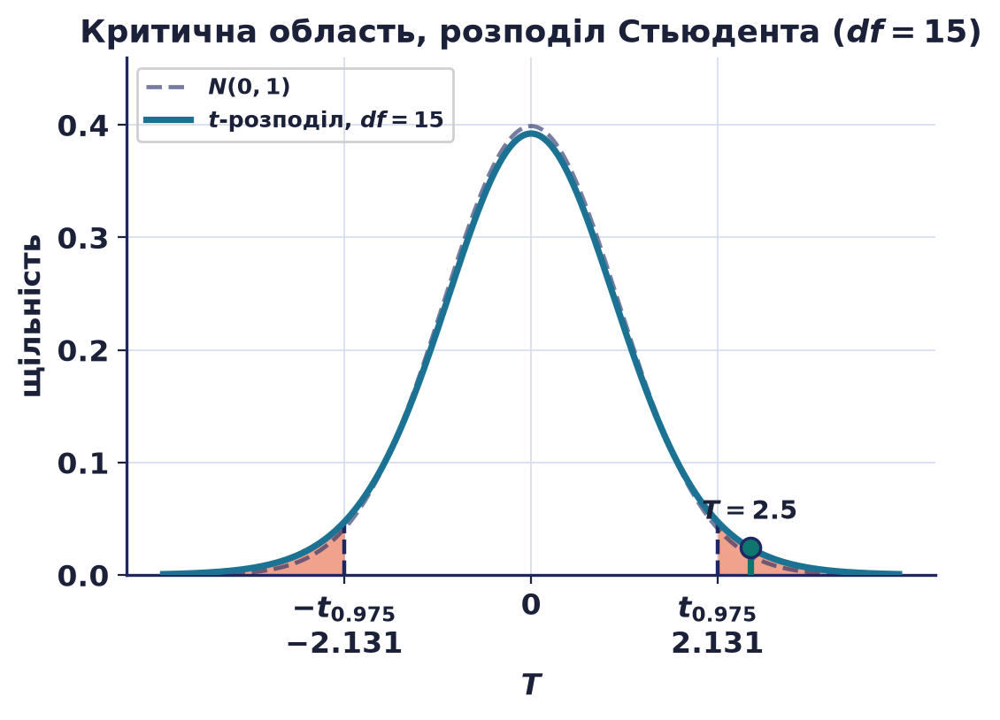 Критична область, розподіл Стьюдента (df = 15)
N(0, 1)
t-розподіл, df = 15
щільність
0.4
0.3
0.2
0.1
0.0
T = 2.5
−t0.975
−2.131
0
t0.975
2.131
T